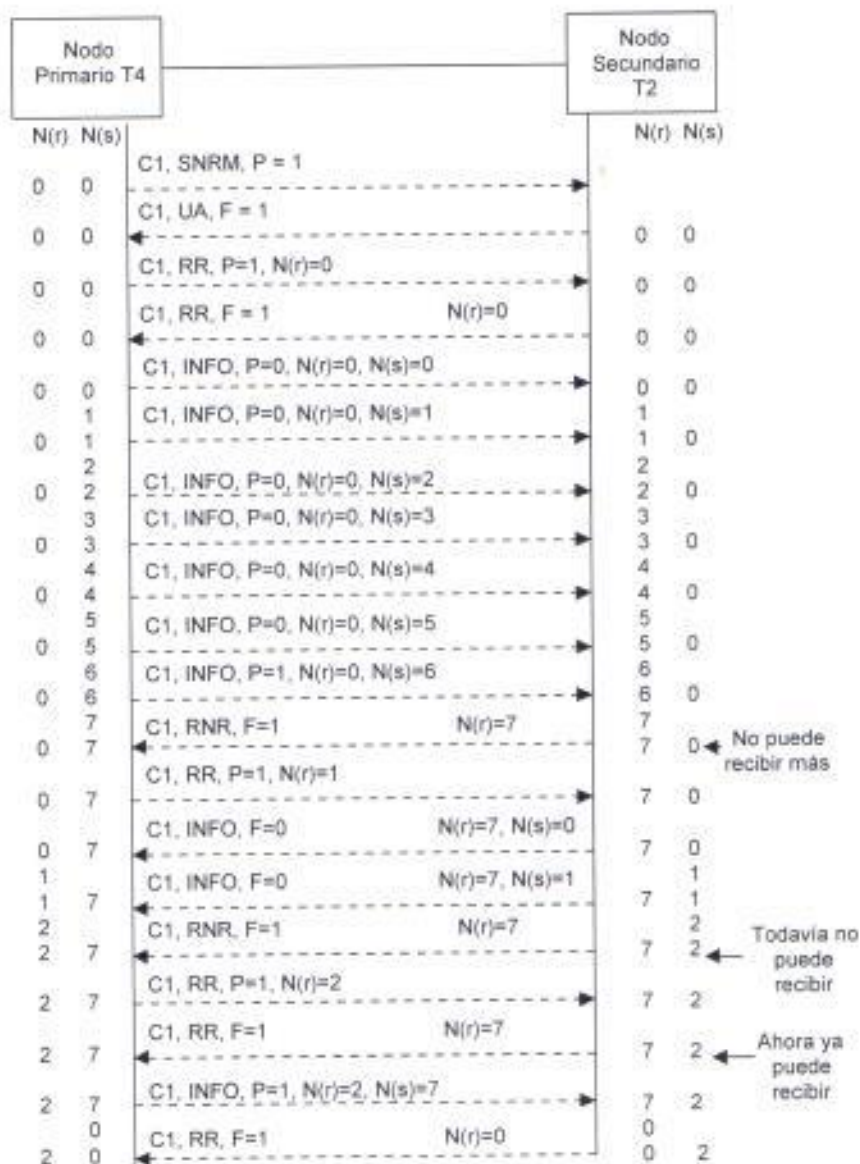 Nodo
Primario T4
Nodo
Secundario
T2
N(r) N(s)
N(r) N(s)
C1, SNRM, P = 1
0 0
C1, UA, F = 1
0 0 0 0
C1, RR, P=1, N(r)=0
0 0 0 0
C1, RR, F = 1 N(r)=0
0 0 0 0
C1, INFO, P=0, N(r)=0, N(s)=0
0 0 0 0
1 C1, INFO, P=0, N(r)=0, N(s)=1 1
0 1 1 0
2 C1, INFO, P=0, N(r)=0, N(s)=2 2
0 2 2 0
3 C1, INFO, P=0, N(r)=0, N(s)=3 3
0 3 3 0
4 C1, INFO, P=0, N(r)=0, N(s)=4 4
0 4 4 0
5 C1, INFO, P=0, N(r)=0, N(s)=5 5
0 5 5 0
6 C1, INFO, P=1, N(r)=0, N(s)=6 6
0 6 6 0
7 C1, RNR, F=1 N(r)=7 7
0 7 7 0
No puede
recibir más
C1, RR, P=1, N(r)=1
0 7 7 0
C1, INFO, F=0 N(r)=7, N(s)=0
0 7 7 0
1 C1, INFO, F=0 N(r)=7, N(s)=1 1
1 7 7 1
2 C1, RNR, F=1 N(r)=7 2
2 7 7 2
Todavía no
puede
recibir
C1, RR, P=1, N(r)=2
2 7 7 2
C1, RR, F=1 N(r)=7
2 7 7 2
Ahora ya
puede
recibir
C1, INFO, P=1, N(r)=2, N(s)=7
2 7 7 2
0 C1, RR, F=1 N(r)=0 0
2 0 0 2